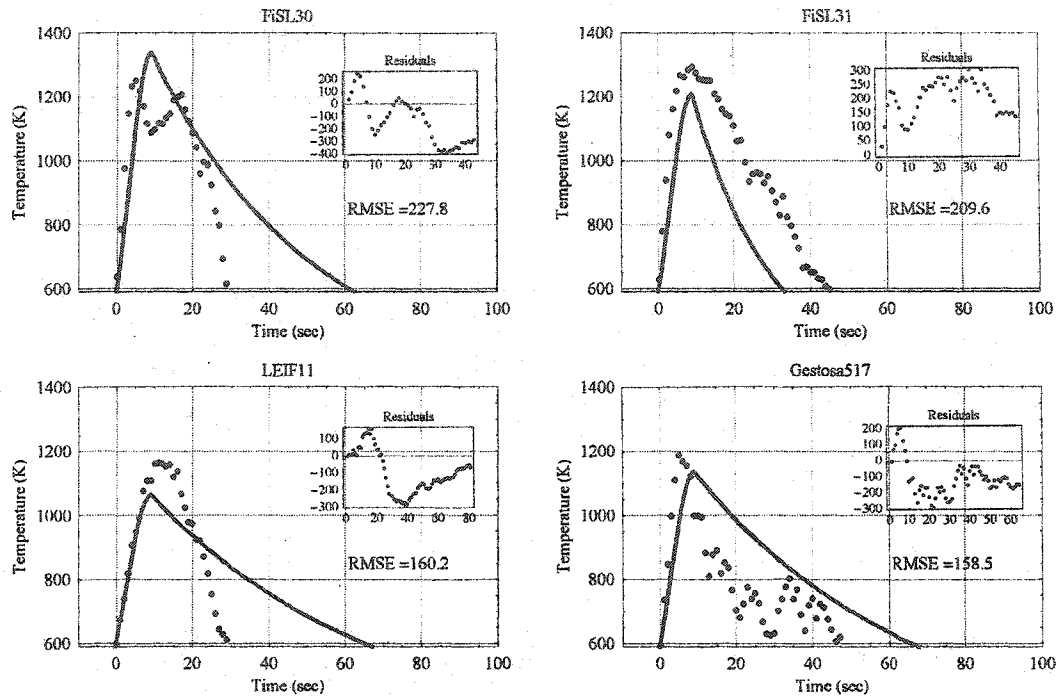 FiSL30
1400
1200
1000
800
600
Temperature (K)
0 20 40 60 80 100
Time (sec)
Residuals
200
100
0
−100
−200
−300
−400
0 10 20 30 40
RMSE =227.8
FiSL31
1400
1200
1000
800
600
Temperature (K)
0 20 40 60 80 100
Time (sec)
Residuals
300
250
200
150
100
50
0
0 10 20 30 40
RMSE =209.6
LEIF11
1400
1200
1000
800
600
Temperature (K)
0 20 40 60 80 100
Time (sec)
Residuals
100
0
−100
−200
−300
0 20 40 60 80
RMSE =160.2
Gestosa517
1400
1200
1000
800
600
Temperature (K)
0 20 40 60 80 100
Time (sec)
Residuals
200
100
0
−100
−200
−300
0 10 20 30 40 50 60
RMSE =158.5